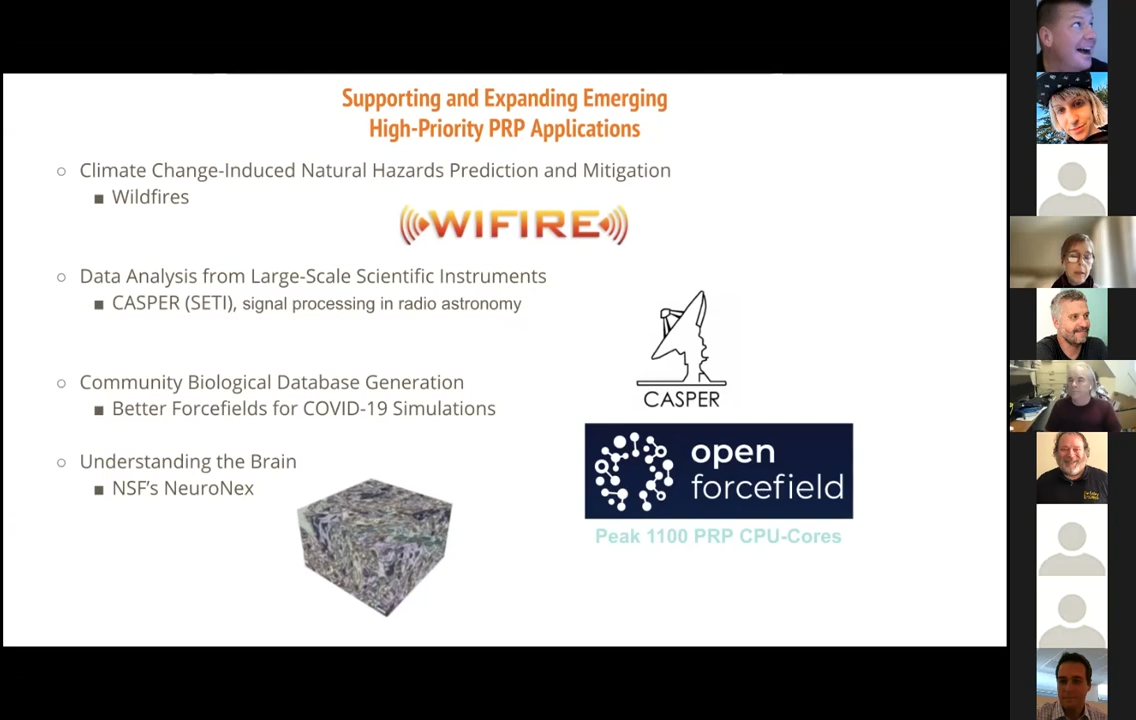 Supporting and Expanding Emerging
High-Priority PRP Applications
Climate Change-Induced Natural Hazards Prediction and Mitigation
Wildfires
WIFIRE
Data Analysis from Large-Scale Scientific Instruments
CASPER (SETI), signal processing in radio astronomy
CASPER
Community Biological Database Generation
Better Forcefields for COVID-19 Simulations
open
forcefield
Peak 1100 PRP CPU-Cores
Understanding the Brain
NSF's NeuroNex